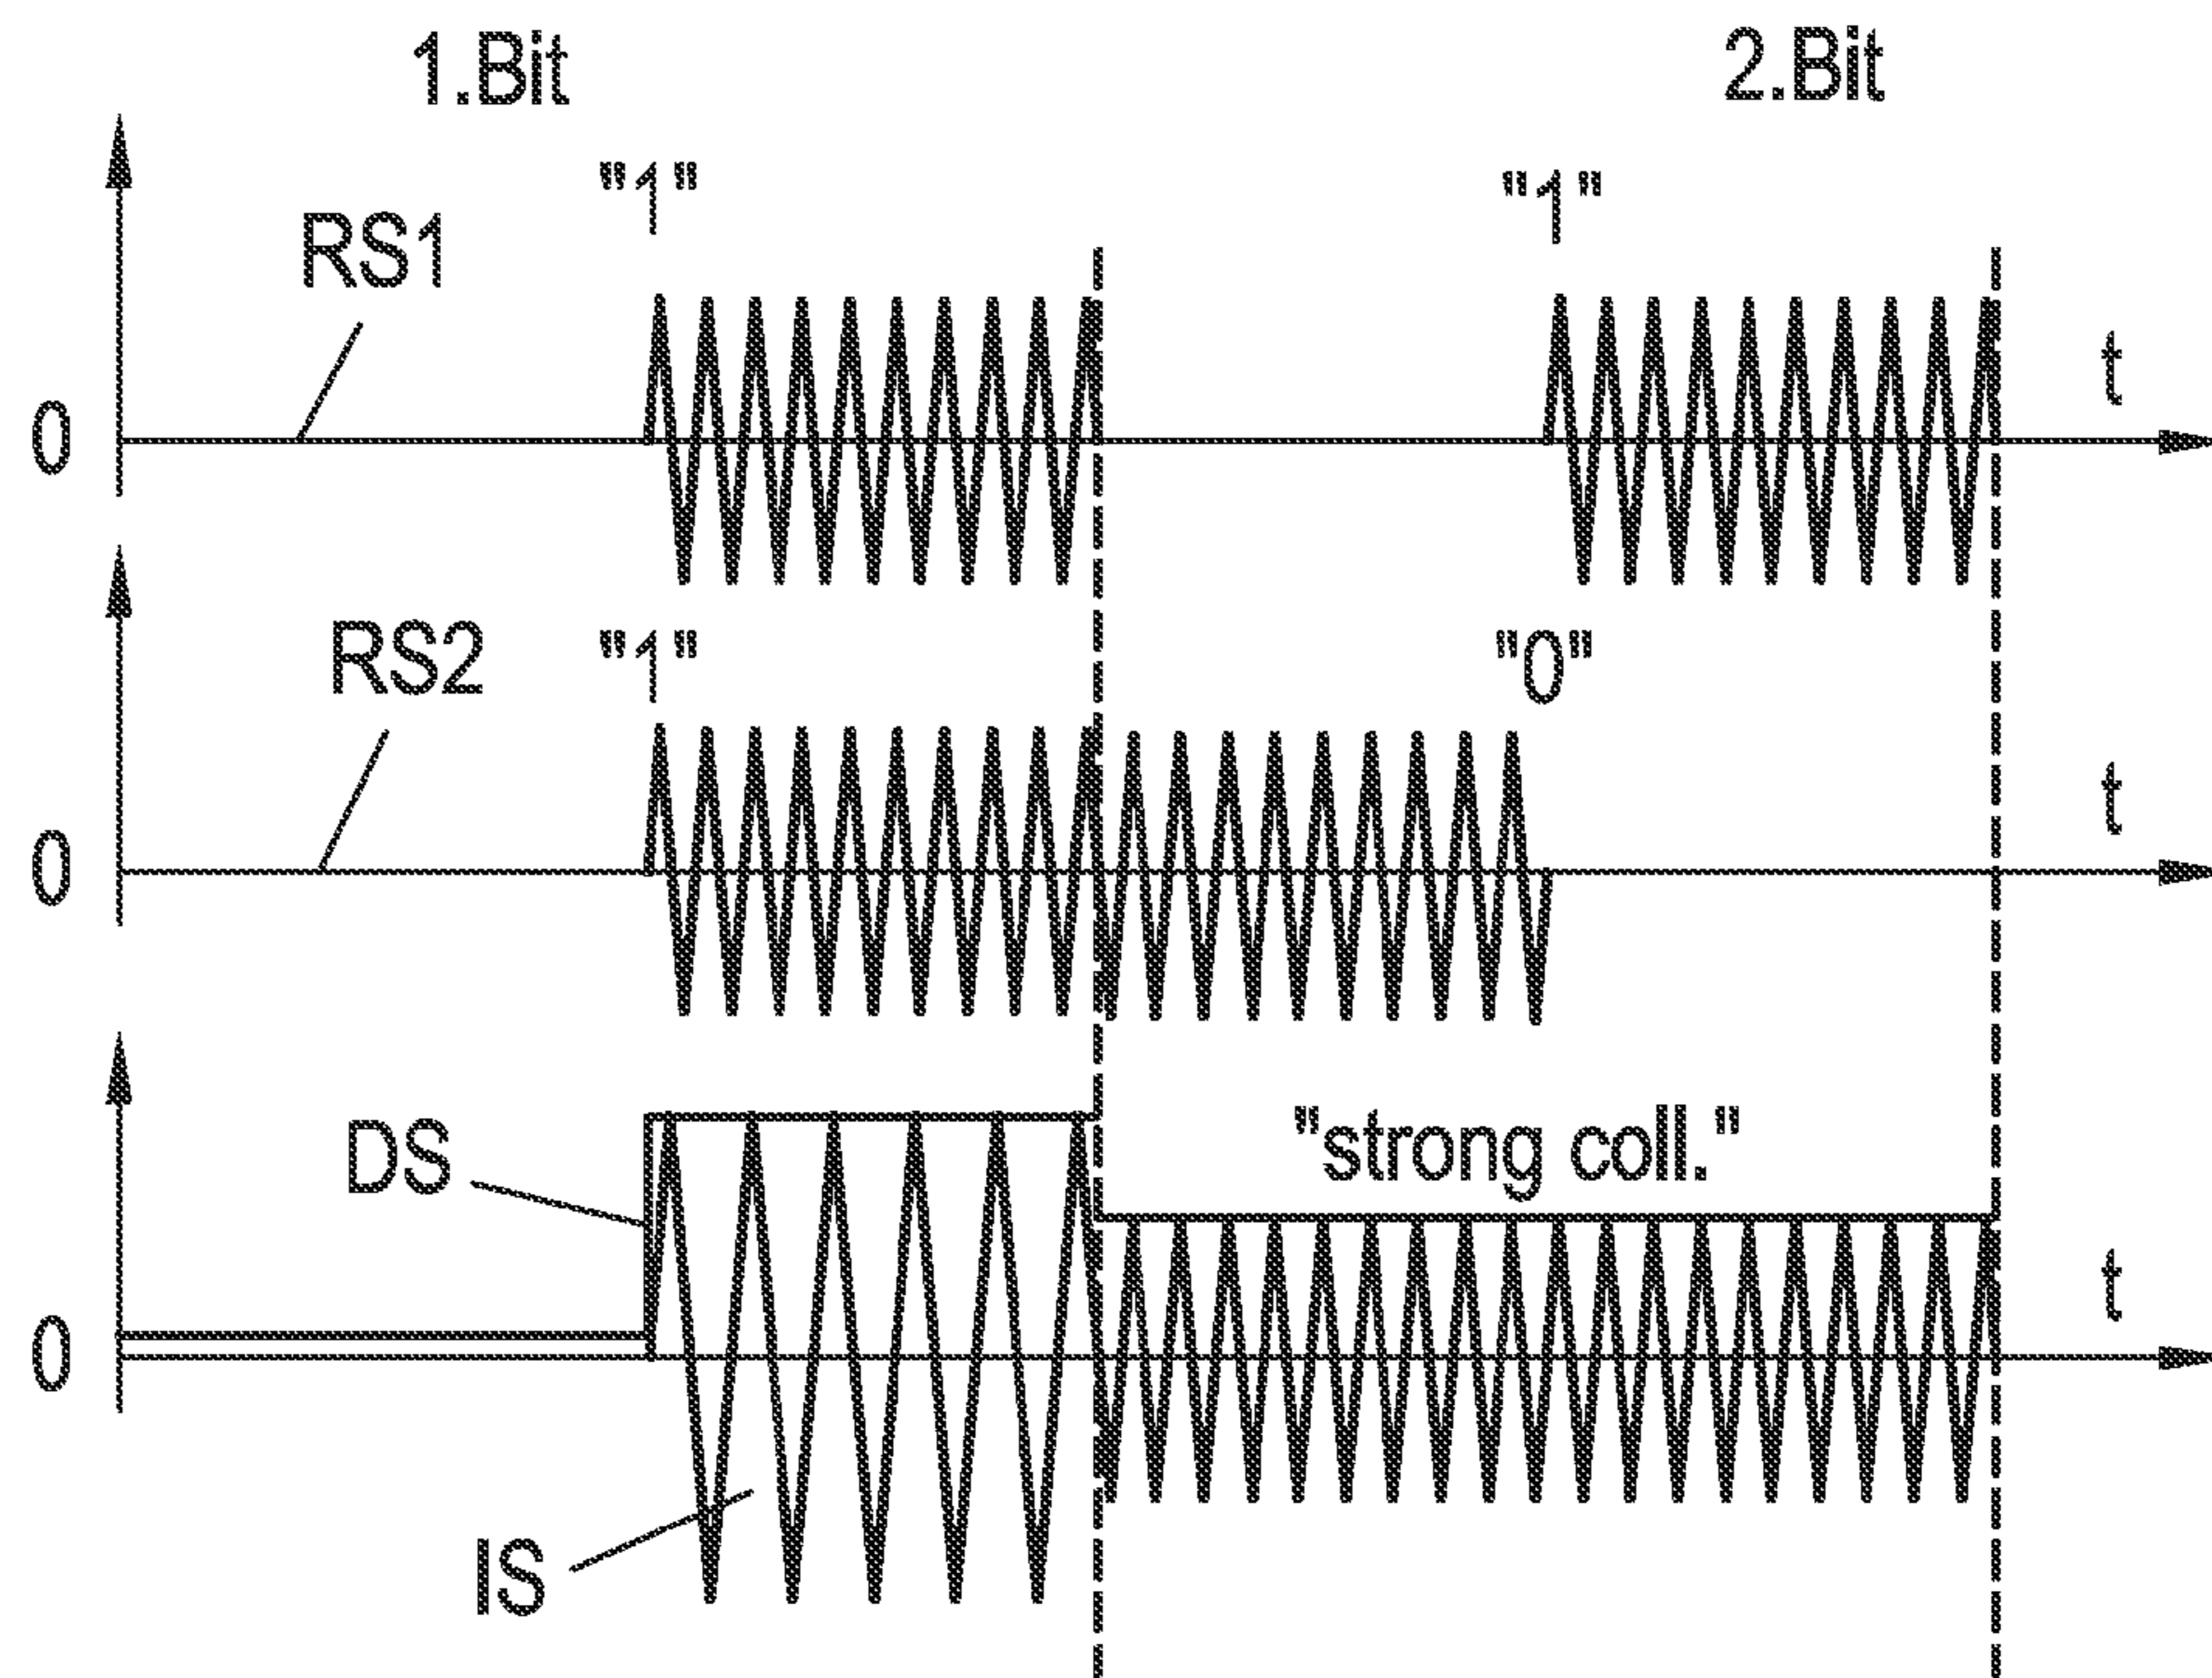 1.Bit
2.Bit
"1"
"1"
RS1
t
0
RS2
"1"
"0"
t
0
DS
"strong coll."
t
0
IS